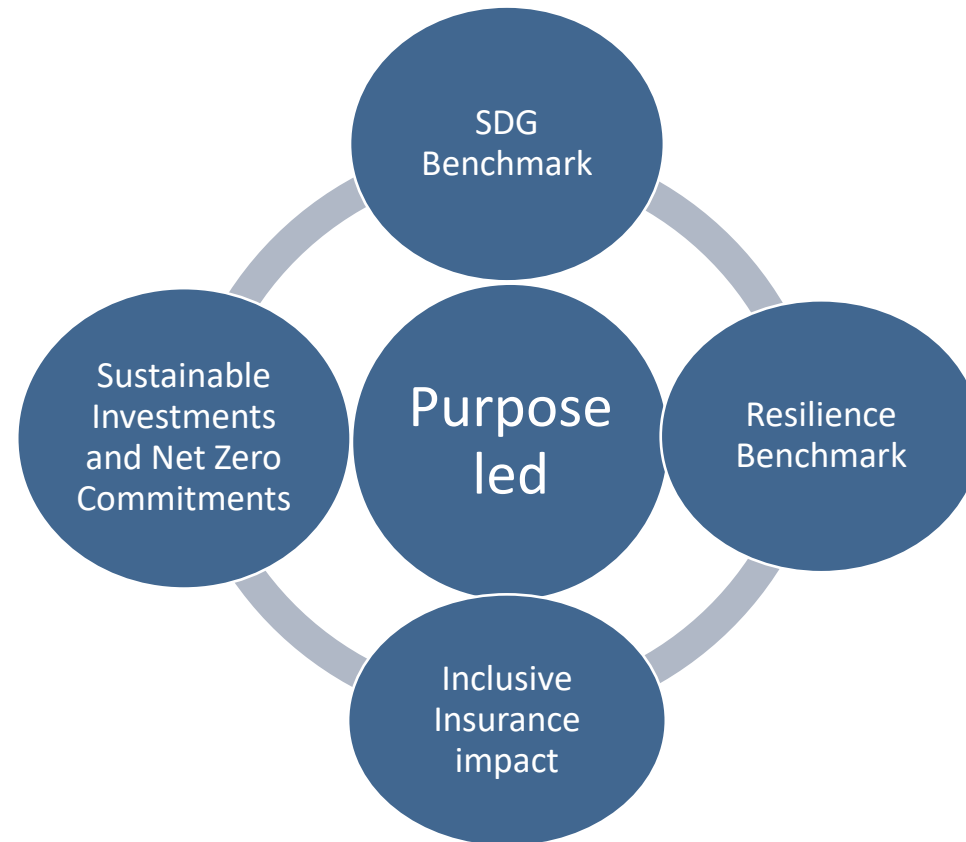 SDG
Benchmark
Sustainable
Investments
and Net Zero
Commitments
Purpose
led
Resilience
Benchmark
Inclusive
Insurance
impact